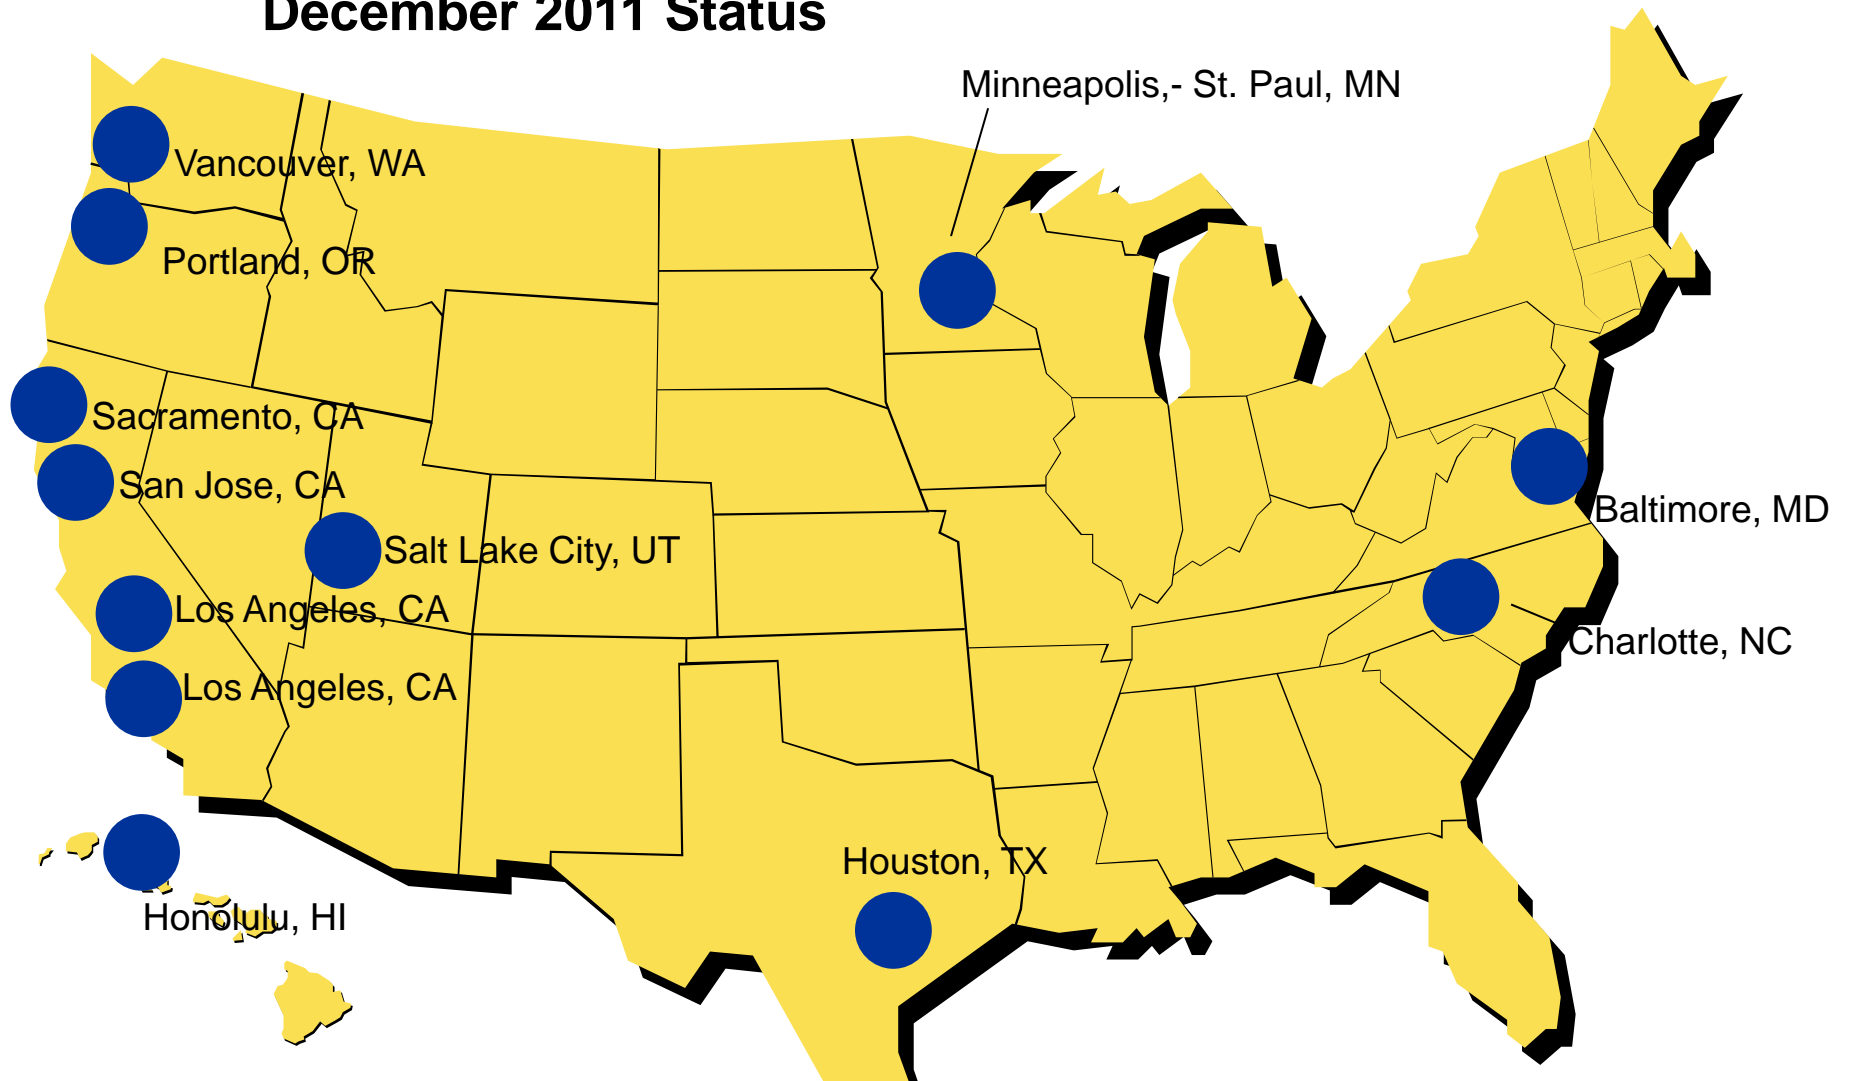 December 2011 Status
Minneapolis,- St. Paul, MN
Vancouver, WA
Portland, OR
Sacramento, CA
San Jose, CA
Salt Lake City, UT
Baltimore, MD
Los Angeles, CA
Charlotte, NC
Los Angeles, CA
Houston, TX
Honolulu, HI